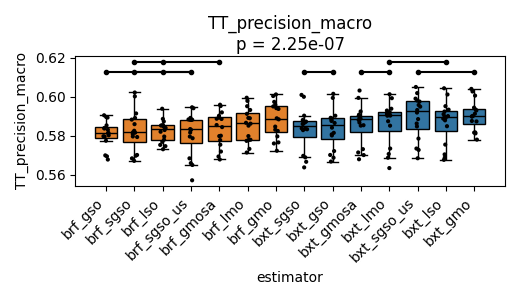 TT_precision_macro
p = 2.25e-07
TT_precision_macro
0.62
0.60
0.58
0.56
brf_gso
brf_sgso
brf_lso
brf_sgso_us
brf_gmosa
brf_lmo
brf_gmo
bxt_sgso
bxt_gso
bxt_gmosa
bxt_lmo
bxt_sgso_us
bxt_lso
bxt_gmo
estimator